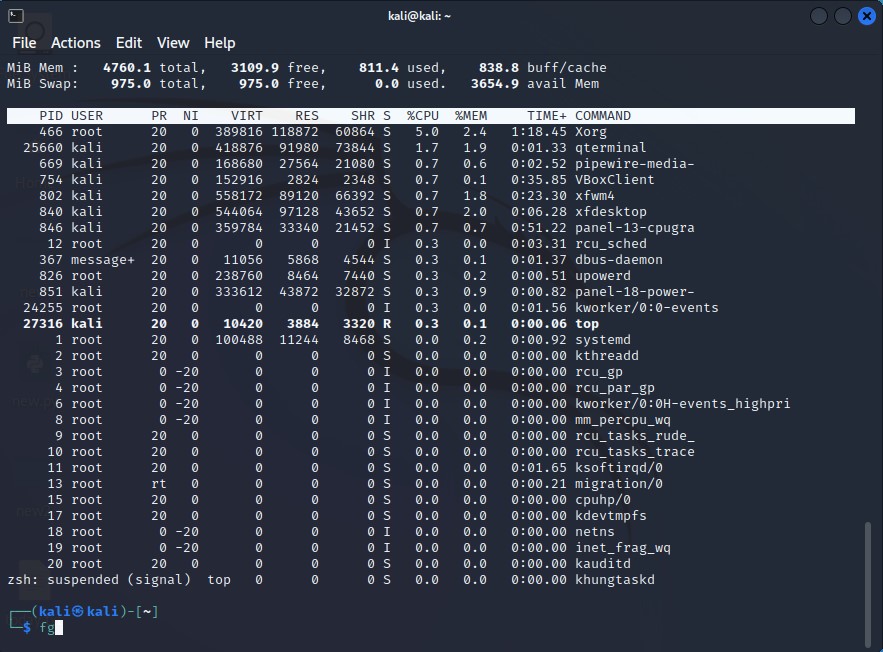 kali@kali: ~
File Actions Edit View Help
MiB Mem : 4760.1 total, 3109.9 free, 811.4 used, 838.8 buff/cache
MiB Swap: 975.0 total, 975.0 free, 0.0 used. 3654.9 avail Mem
PID USER PR NI VIRT RES SHR S %CPU %MEM TIME+ COMMAND
466 root 20 0 389816 118872 60864 S 5.0 2.4 1:18.45 Xorg
25660 kali 20 0 418876 91980 73844 S 1.7 1.9 0:01.33 qterminal
669 kali 20 0 168680 27564 21080 S 0.7 0.6 0:02.52 pipewire-media-
754 kali 20 0 152916 2824 2348 S 0.7 0.1 0:35.85 VBoxClient
802 kali 20 0 558172 89120 66392 S 0.7 1.8 0:23.30 xfwm4
840 kali 20 0 544064 97128 43652 S 0.7 2.0 0:06.28 xfdesktop
846 kali 20 0 359784 33340 21452 S 0.7 0.7 0:51.22 panel-13-cpugra
12 root 20 0 0 0 0 I 0.3 0.0 0:03.31 rcu_sched
367 message+ 20 0 11056 5868 4544 S 0.3 0.1 0:01.37 dbus-daemon
826 root 20 0 238760 8464 7440 S 0.3 0.2 0:00.51 upowerd
851 kali 20 0 333612 43872 32872 S 0.3 0.9 0:00.82 panel-18-power-
24255 root 20 0 0 0 0 I 0.3 0.0 0:01.56 kworker/0:0-events
27316 kali 20 0 10420 3884 3320 R 0.3 0.1 0:00.06 top
1 root 20 0 100488 11244 8468 S 0.0 0.2 0:00.92 systemd
2 root 20 0 0 0 0 S 0.0 0.0 0:00.00 kthreadd
3 root 0 -20 0 0 0 I 0.0 0.0 0:00.00 rcu_gp
4 root 0 -20 0 0 0 I 0.0 0.0 0:00.00 rcu_par_gp
6 root 0 -20 0 0 0 I 0.0 0.0 0:00.00 kworker/0:0H-events_highpri
8 root 0 -20 0 0 0 I 0.0 0.0 0:00.00 mm_percpu_wq
9 root 20 0 0 0 0 S 0.0 0.0 0:00.00 rcu_tasks_rude_
10 root 20 0 0 0 0 S 0.0 0.0 0:00.00 rcu_tasks_trace
11 root 20 0 0 0 0 S 0.0 0.0 0:01.65 ksoftirqd/0
13 root rt 0 0 0 0 S 0.0 0.0 0:00.21 migration/0
15 root 20 0 0 0 0 S 0.0 0.0 0:00.00 cpuhp/0
17 root 20 0 0 0 0 S 0.0 0.0 0:00.00 kdevtmpfs
18 root 0 -20 0 0 0 I 0.0 0.0 0:00.00 netns
19 root 0 -20 0 0 0 I 0.0 0.0 0:00.00 inet_frag_wq
20 root 20 0 0 0 0 S 0.0 0.0 0:00.00 kauditd
zsh: suspended (signal) top 0 0 0 S 0.0 0.0 0:00.00 khungtaskd
┌──(kali㉿kali)-[~]
└─$ fg